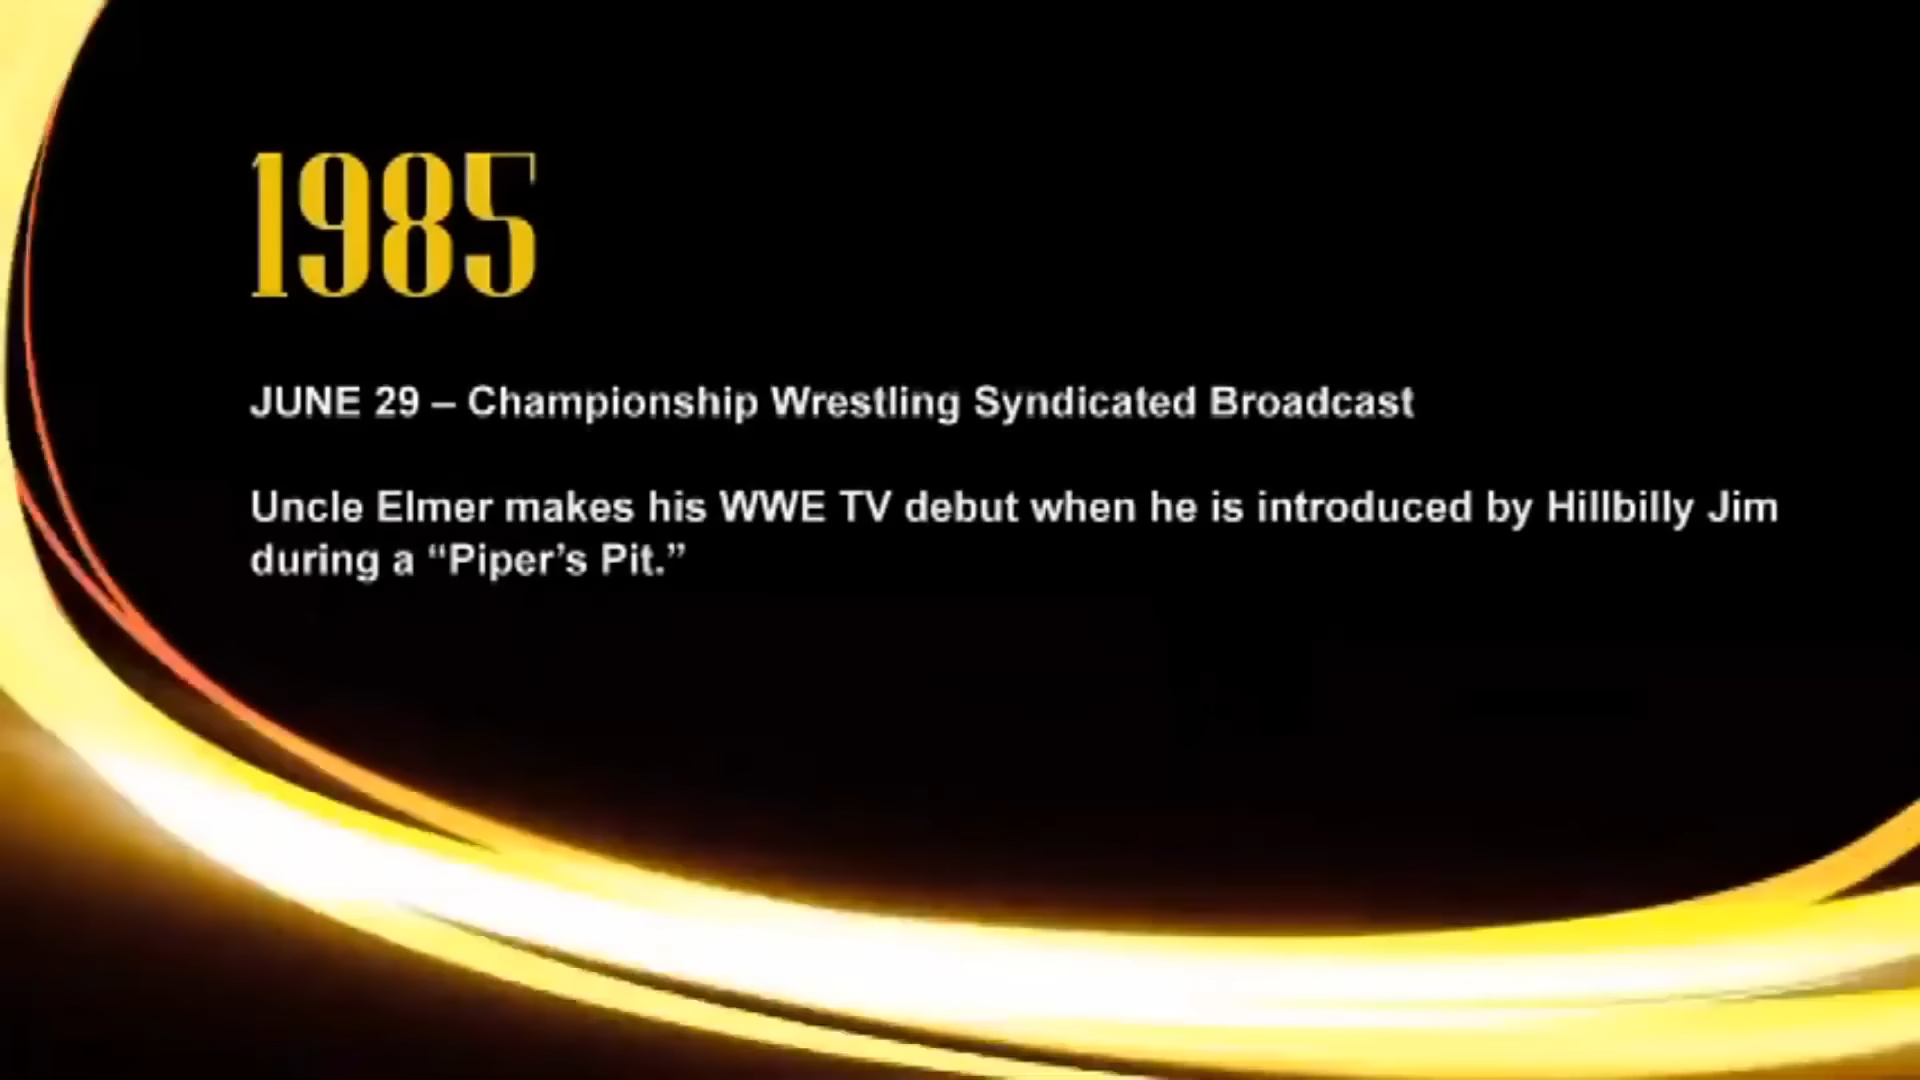 1985
JUNE 29 – Championship Wrestling Syndicated Broadcast
Uncle Elmer makes his WWE TV debut when he is introduced by Hillbilly Jim
during a “Piper’s Pit.”